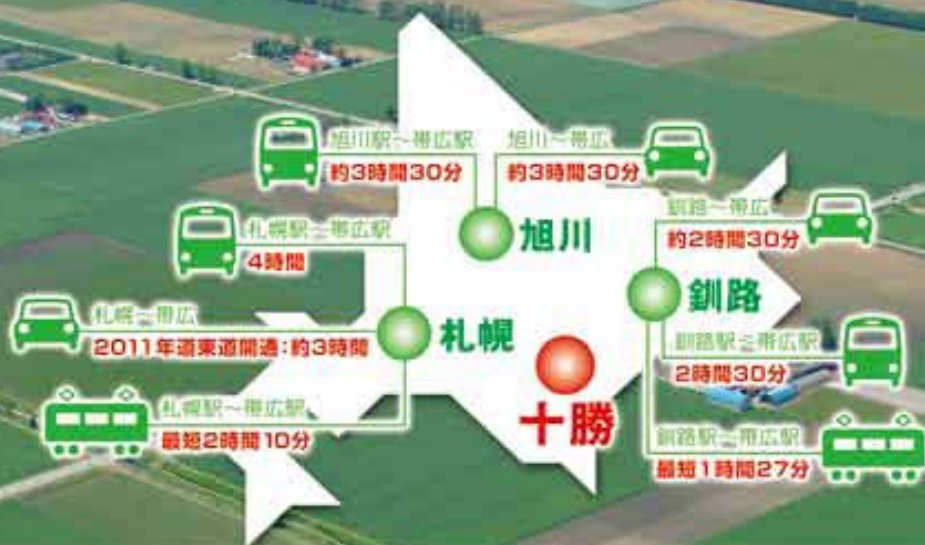 旭川駅～帯広駅
約3時間30分
旭川～帯広
約3時間30分
釧路～帯広
約2時間30分
札幌駅～帯広駅
4時間
旭川
釧路
札幌～帯広
2011年道東道開通:約3時間
札幌
釧路駅～帯広駅
2時間30分
札幌駅～帯広駅
最短2時間10分
十勝
釧路駅～帯広駅
最短1時間27分